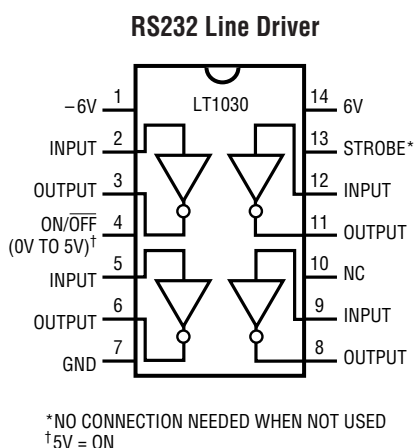 RS232 Line Driver
LT1030
–6V 1
INPUT 2
OUTPUT 3
ON/OFF 4
(0V TO 5V)†
INPUT 5
OUTPUT 6
GND 7
14 6V
13 STROBE*
12 INPUT
11 OUTPUT
10 NC
9 INPUT
8 OUTPUT
*NO CONNECTION NEEDED WHEN NOT USED
†5V = ON